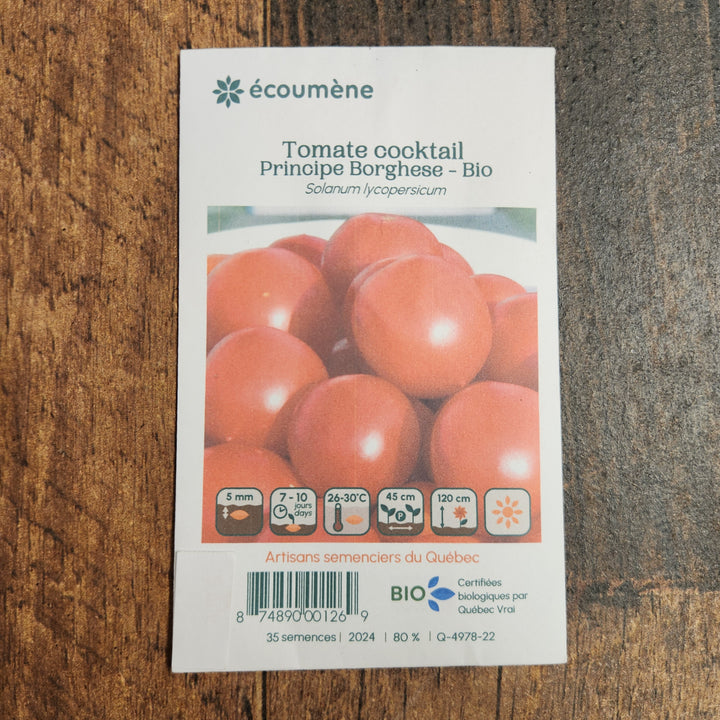 écoumène
Tomate cocktail
Principe Borghese - Bio
Solanum lycopersicum
5 mm
7 - 10
jours
days
26-30°C
45 cm
P
120 cm
Artisans semenciers du Québec
8 74890 00126 9
BIO
Certifiées
biologiques par
Québec Vrai
35 semences | 2024 | 80 % | Q-4978-22